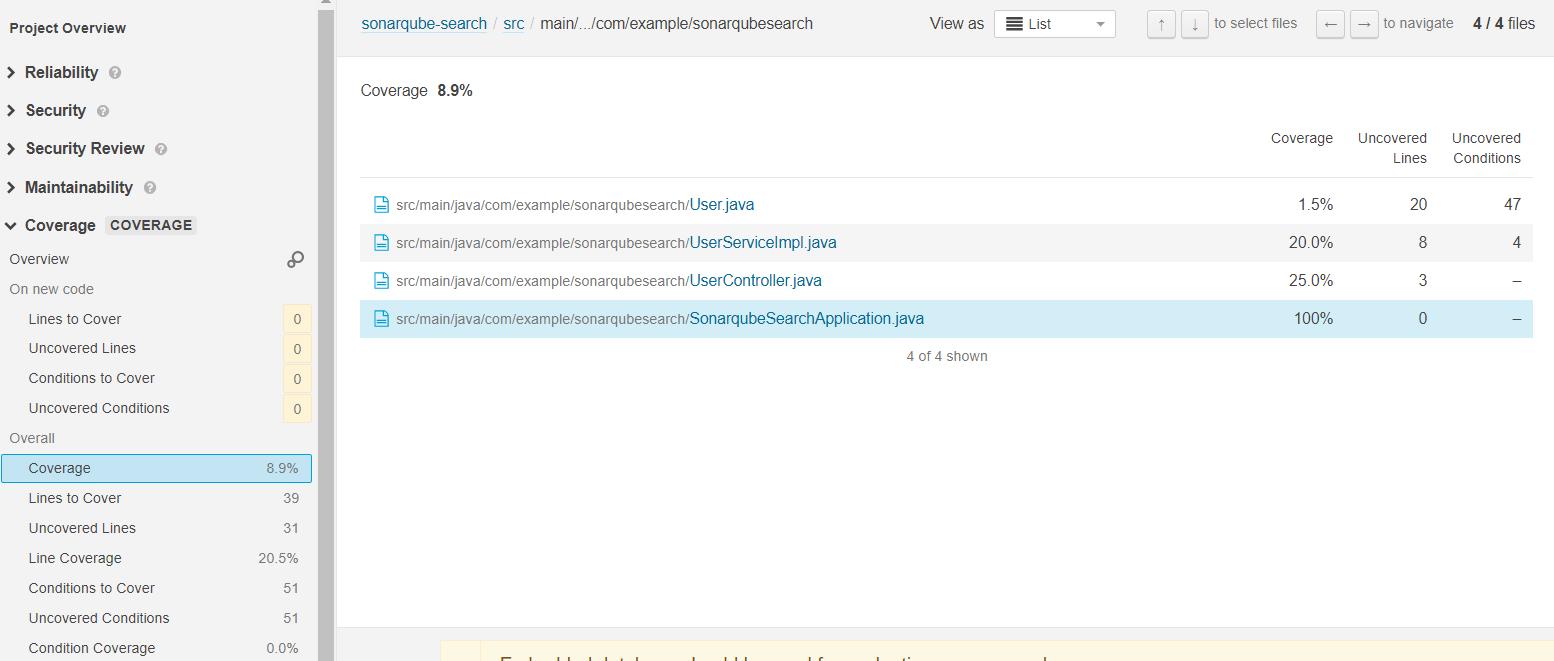 Project Overview
Reliability
Security
Security Review
Maintainability
Coverage COVERAGE
Overview
On new code
Lines to Cover 0
Uncovered Lines 0
Conditions to Cover 0
Uncovered Conditions 0
Overall
Coverage 8.9%
Lines to Cover 39
Uncovered Lines 31
Line Coverage 20.5%
Conditions to Cover 51
Uncovered Conditions 51
Condition Coverage 0.0%
sonarqube-search / src / main/.../com/example/sonarqubesearch View as List ↑ ↓ to select files ← → to navigate 4 / 4 files
Coverage 8.9%
Coverage Uncovered Lines Uncovered Conditions
src/main/java/com/example/sonarqubesearch/User.java 1.5% 20 47
src/main/java/com/example/sonarqubesearch/UserServiceImpl.java 20.0% 8 4
src/main/java/com/example/sonarqubesearch/UserController.java 25.0% 3 –
src/main/java/com/example/sonarqubesearch/SonarqubeSearchApplication.java 100% 0 –
4 of 4 shown